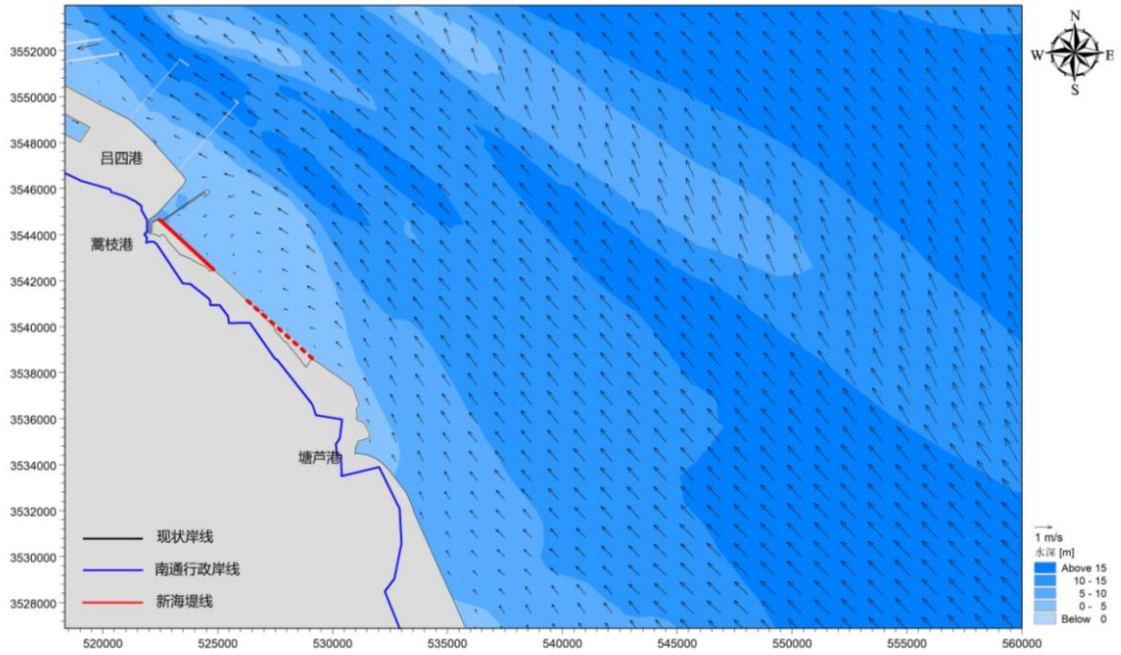 3552000
3550000
3548000
3546000
3544000
3542000
3540000
3538000
3536000
3534000
3532000
3530000
3528000
520000
525000
530000
535000
540000
545000
550000
555000
560000
吕四港
蒿枝港
塘芦港
现状岸线
南通行政岸线
新海堤线
N
W
E
S
1 m/s
水深 [m]
Above 15
10 - 15
5 - 10
0 - 5
Below 0